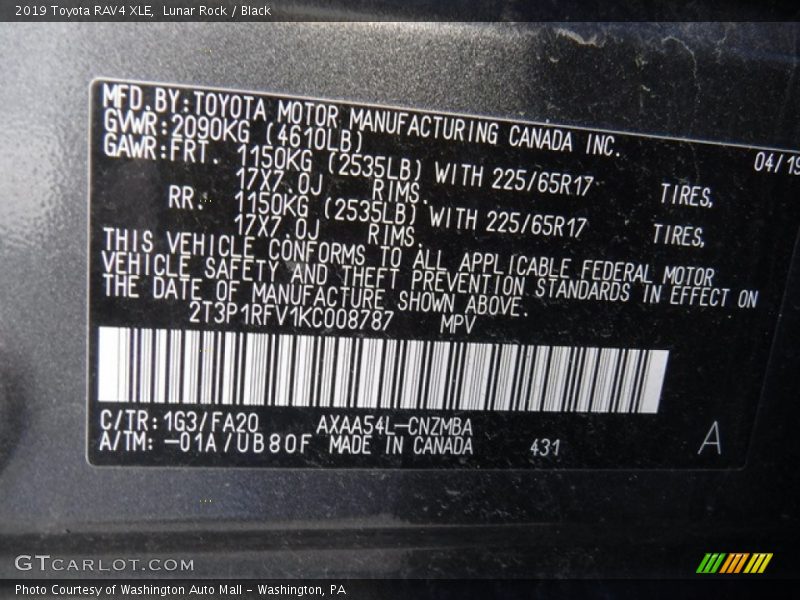 2019 Toyota RAV4 XLE, Lunar Rock / Black
MFD.BY:TOYOTA MOTOR MANUFACTURING CANADA INC.
GVWR:2090KG (4610LB) 04/19
GAWR:FRT. 1150KG (2535LB) WITH 225/65R17 TIRES,
17X7.0J RIMS.
RR. 1150KG (2535LB) WITH 225/65R17 TIRES,
17X7.0J RIMS.
THIS VEHICLE CONFORMS TO ALL APPLICABLE FEDERAL MOTOR
VEHICLE SAFETY AND THEFT PREVENTION STANDARDS IN EFFECT ON
THE DATE OF MANUFACTURE SHOWN ABOVE.
2T3P1RFV1KC008787 MPV
C/TR:1G3/FA20 AXAA54L-CNZMBA
A/TM:-01A/UB80F MADE IN CANADA 431 A
GTCARLOT.COM
Photo Courtesy of Washington Auto Mall - Washington, PA